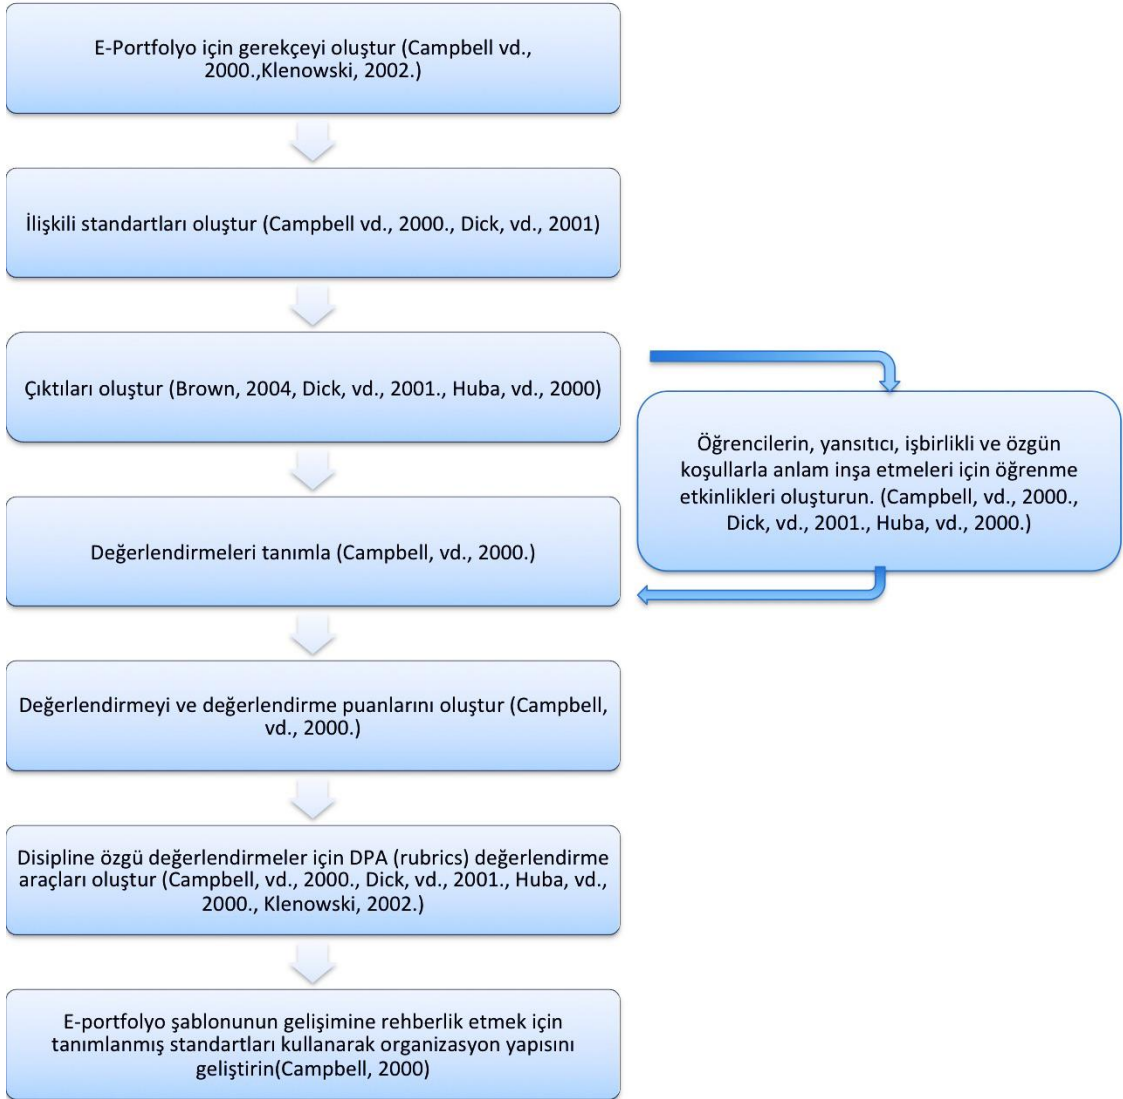 E-Portfolyo için gerekçeyi oluştur (Campbell vd.,
2000.,Klenowski, 2002.)
İlişkili standartları oluştur (Campbell vd., 2000., Dick, vd., 2001)
Çıktıları oluştur (Brown, 2004, Dick, vd., 2001., Huba, vd., 2000)
Öğrencilerin, yansıtıcı, işbirlikli ve özgün
koşullarla anlam inşa etmeleri için öğrenme
etkinlikleri oluşturun. (Campbell, vd., 2000.,
Dick, vd., 2001., Huba, vd., 2000.)
Değerlendirmeleri tanımla (Campbell, vd., 2000.)
Değerlendirmeyi ve değerlendirme puanlarını oluştur (Campbell,
vd., 2000.)
Disipline özgü değerlendirmeler için DPA (rubrics) değerlendirme
araçları oluştur (Campbell, vd., 2000., Dick, vd., 2001., Huba, vd.,
2000., Klenowski, 2002.)
E-portfolyo şablonunun gelişimine rehberlik etmek için
tanımlanmış standartları kullanarak organizasyon yapısını
geliştirin(Campbell, 2000)